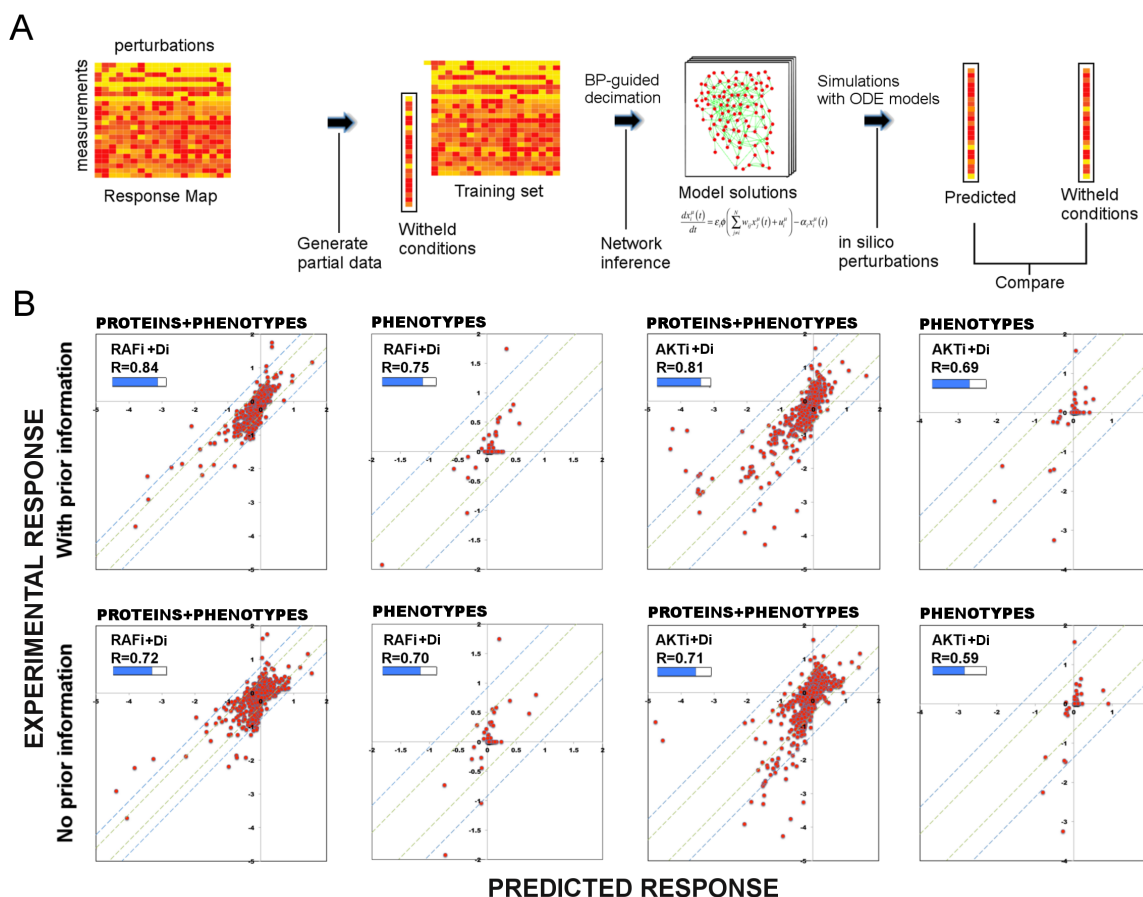 A
perturbations
measurements
Response Map
Generate
partial data
Witheld
conditions
Training set
BP-guided
decimation
Network
inference
Model solutions
Simulations
with ODE models
in silico
perturbations
Predicted
Witheld
conditions
Compare
B
EXPERIMENTAL RESPONSE
With prior information
PROTEINS+PHENOTYPES
RAFi +Di
R=0.84
PHENOTYPES
RAFi+Di
R=0.75
PROTEINS+PHENOTYPES
AKTi +Di
R=0.81
PHENOTYPES
AKTi +Di
R=0.69
No prior information
PROTEINS+PHENOTYPES
RAFi+Di
R=0.72
PHENOTYPES
RAFi+Di
R=0.70
PROTEINS+PHENOTYPES
AKTi+Di
R=0.71
PHENOTYPES
AKTi+Di
R=0.59
PREDICTED RESPONSE